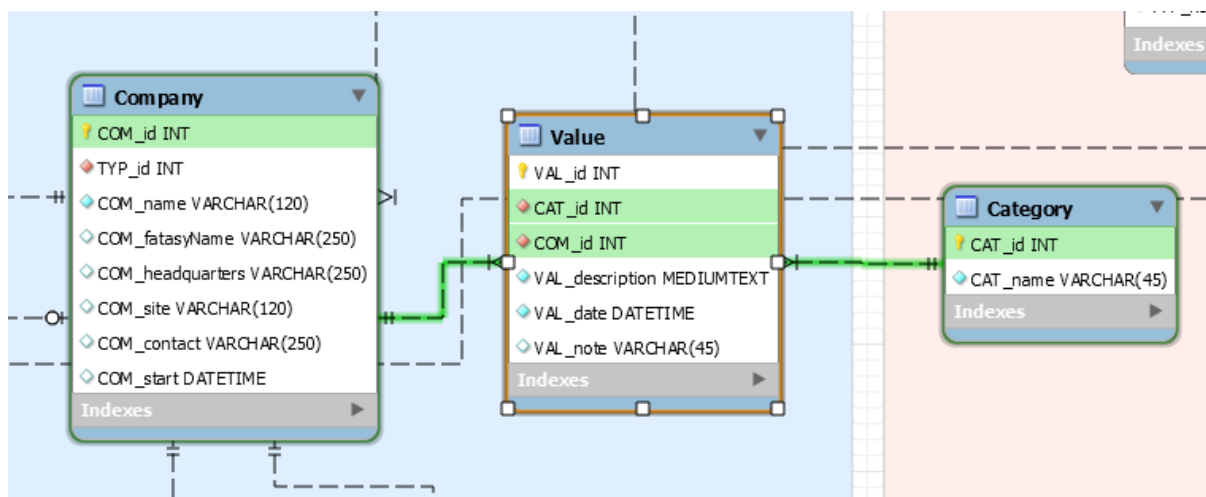 Indexes
Company
COM_id INT
TYP_id INT
COM_name VARCHAR(120)
COM_fatasyName VARCHAR(250)
COM_headquarters VARCHAR(250)
COM_site VARCHAR(120)
COM_contact VARCHAR(250)
COM_start DATETIME
Indexes
Value
VAL_id INT
CAT_id INT
COM_id INT
VAL_description MEDIUMTEXT
VAL_date DATETIME
VAL_note VARCHAR(45)
Indexes
Category
CAT_id INT
CAT_name VARCHAR(45)
Indexes